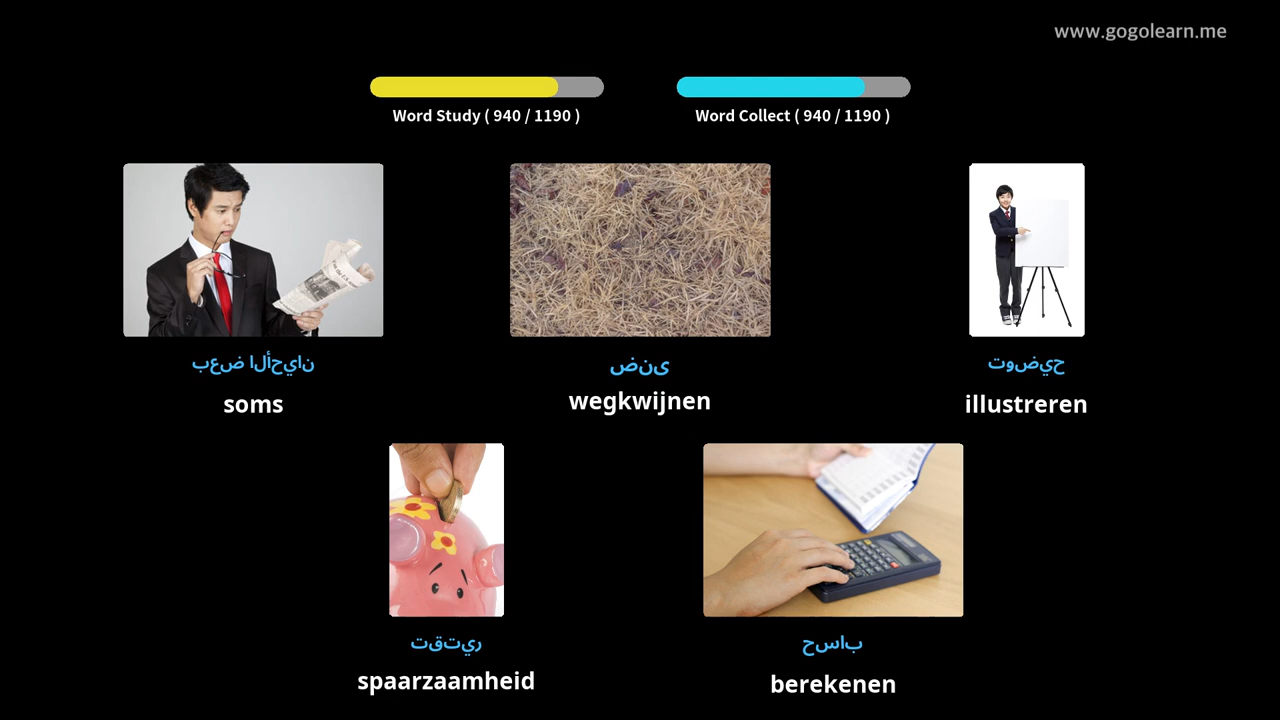 www.gogolearn.me
Word Study ( 940 / 1190 )
Word Collect ( 940 / 1190 )
بعض الأحيان
ضنى
توضيح
soms
wegkwijnen
illustreren
تقتير
حساب
spaarzaamheid
berekenen